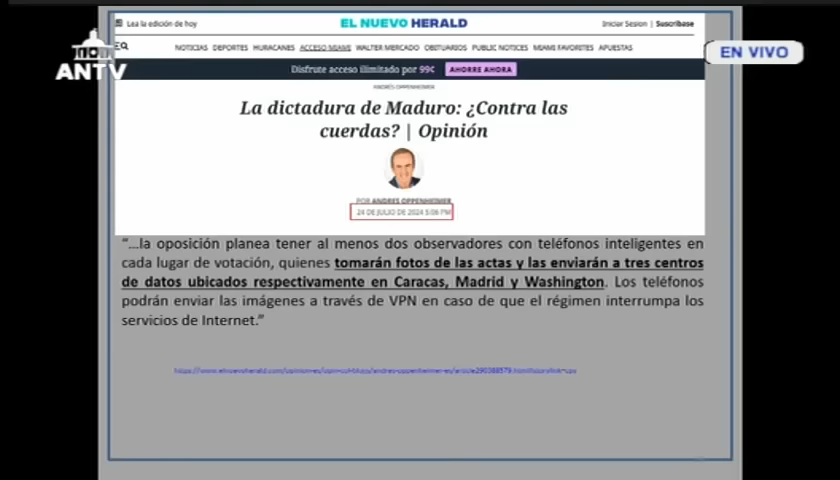 Lea la edición de hoy
EL NUEVO HERALD
Iniciar Sesion | Suscríbase
NOTICIAS DEPORTES HURACANES ACCESO MIAMI WALTER MERCADO OBITUARIOS PUBLIC NOTICES MIAMI FAVORITES APUESTAS
ANTV
EN VIVO
Disfrute acceso ilimitado por 99¢ AHORRE AHORA
ANDRES OPPENHEIMER
La dictadura de Maduro: ¿Contra las
cuerdas? | Opinión
POR ANDRES OPPENHEIMER
24 DE JULIO DE 2024 5:08 PM
“...la oposición planea tener al menos dos observadores con teléfonos inteligentes en
cada lugar de votación, quienes tomarán fotos de las actas y las enviarán a tres centros
de datos ubicados respectivamente en Caracas, Madrid y Washington. Los teléfonos
podrán enviar las imágenes a través de VPN en caso de que el régimen interrumpa los
servicios de Internet.”